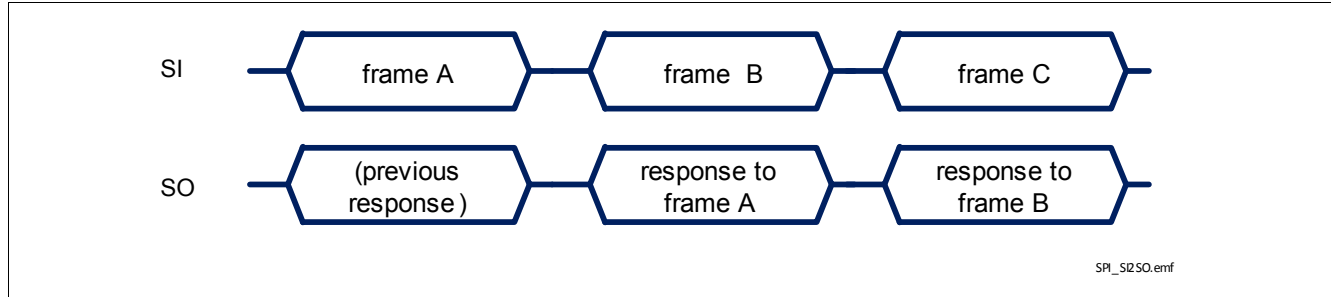 SI
frame A
frame B
frame C
SO
(previous
response)
response to
frame A
response to
frame B
SPI_SI2SO.emf